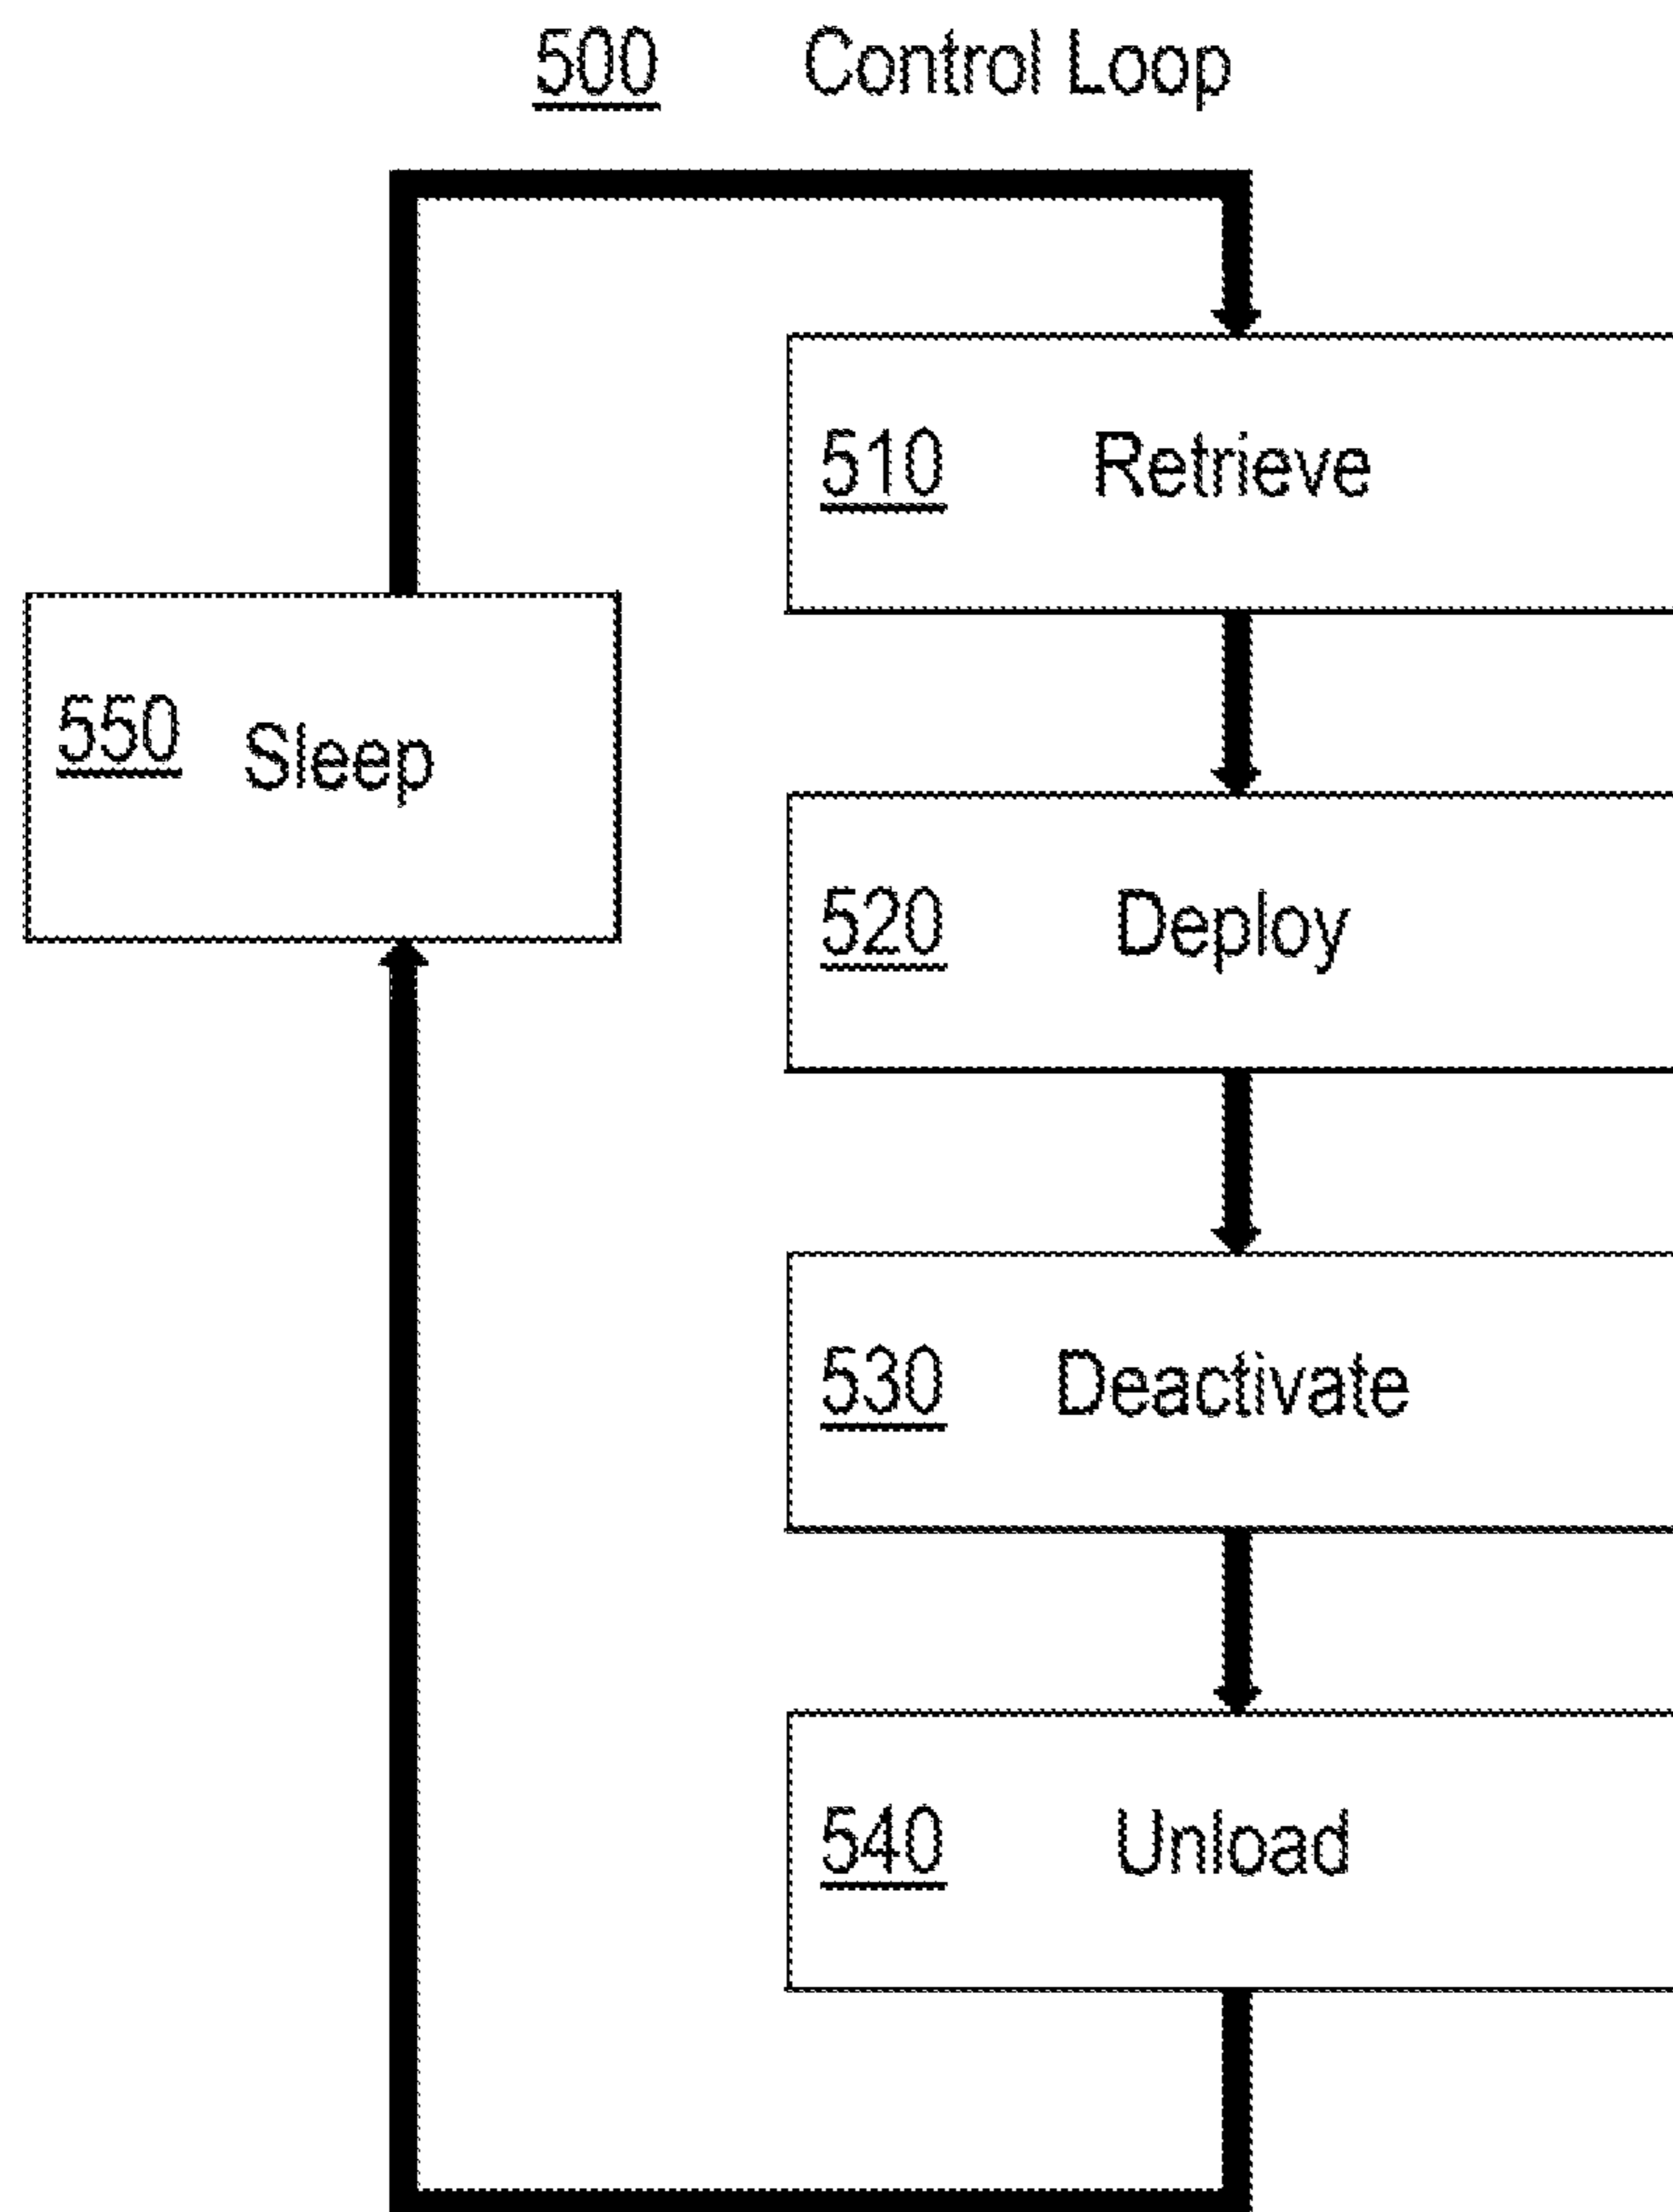 500 Control Loop
510 Retrieve
550 Sleep
520 Deploy
530 Deactivate
540 Unload